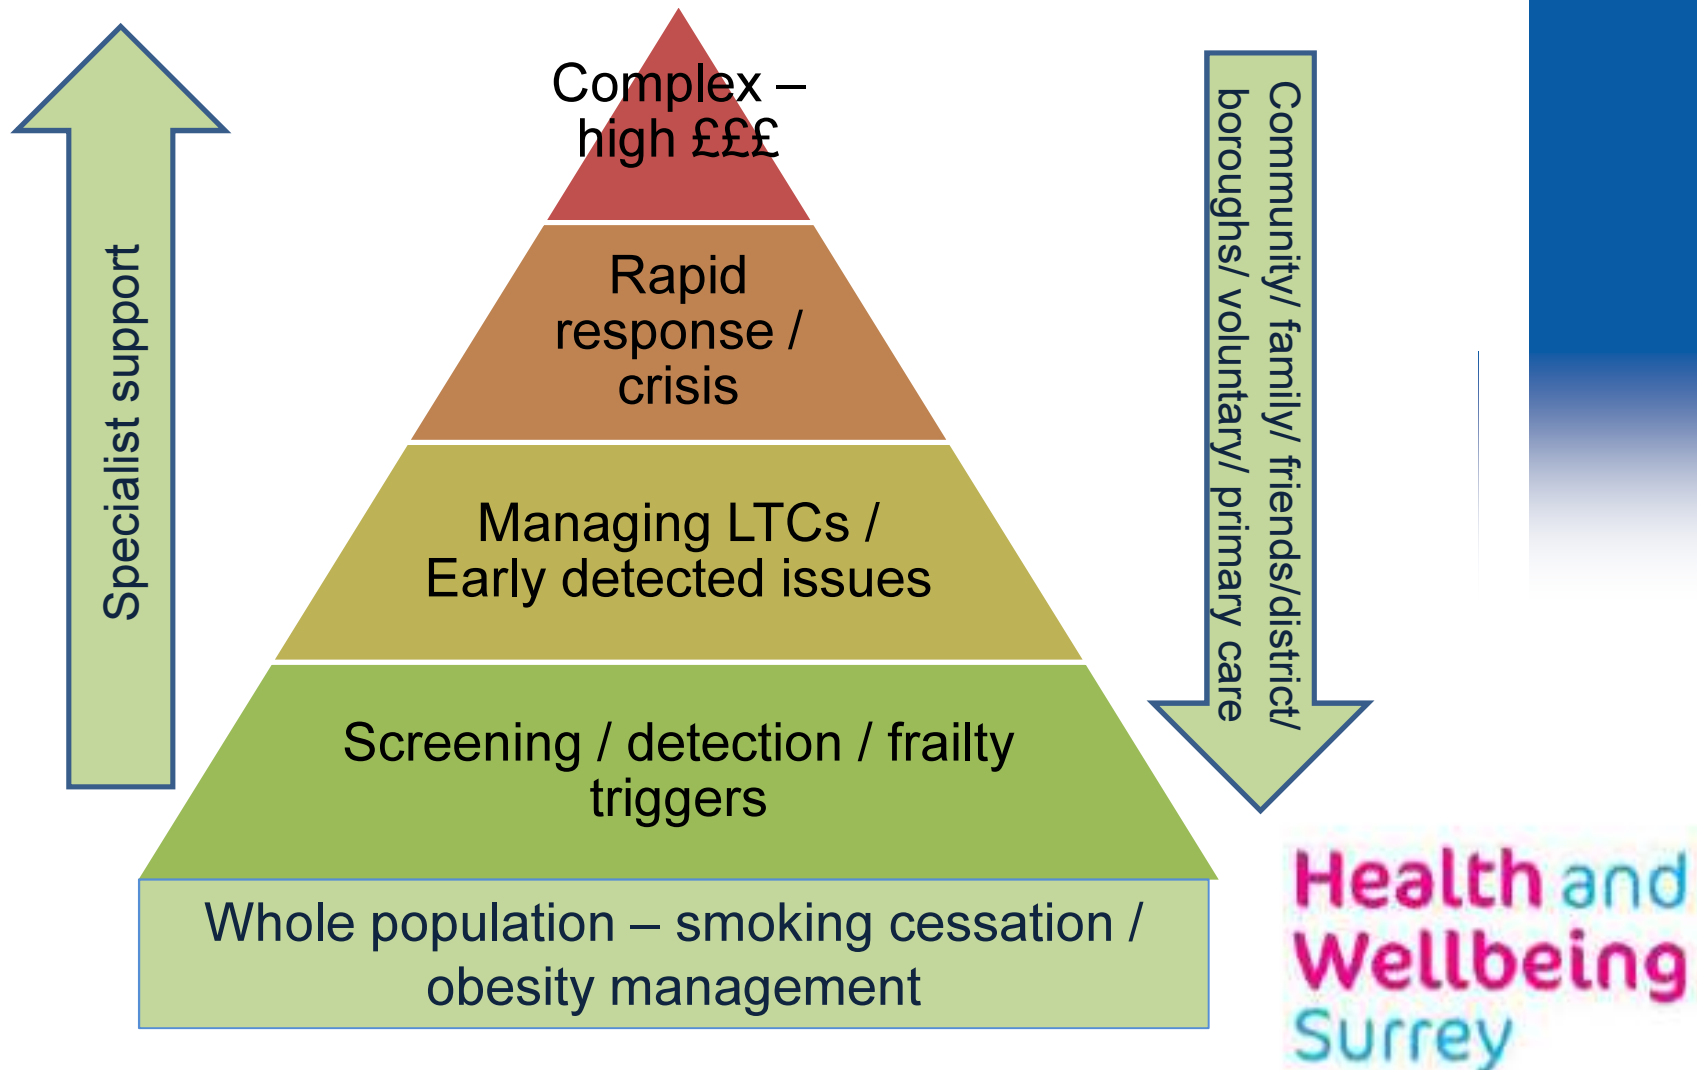 Complex –
high £££
Rapid
response /
crisis
Managing LTCs /
Early detected issues
Screening / detection / frailty
triggers
Whole population – smoking cessation /
obesity management
Specialist support
Community/ family/ friends/district/
boroughs/ voluntary/ primary care
Health and
Wellbeing
Surrey